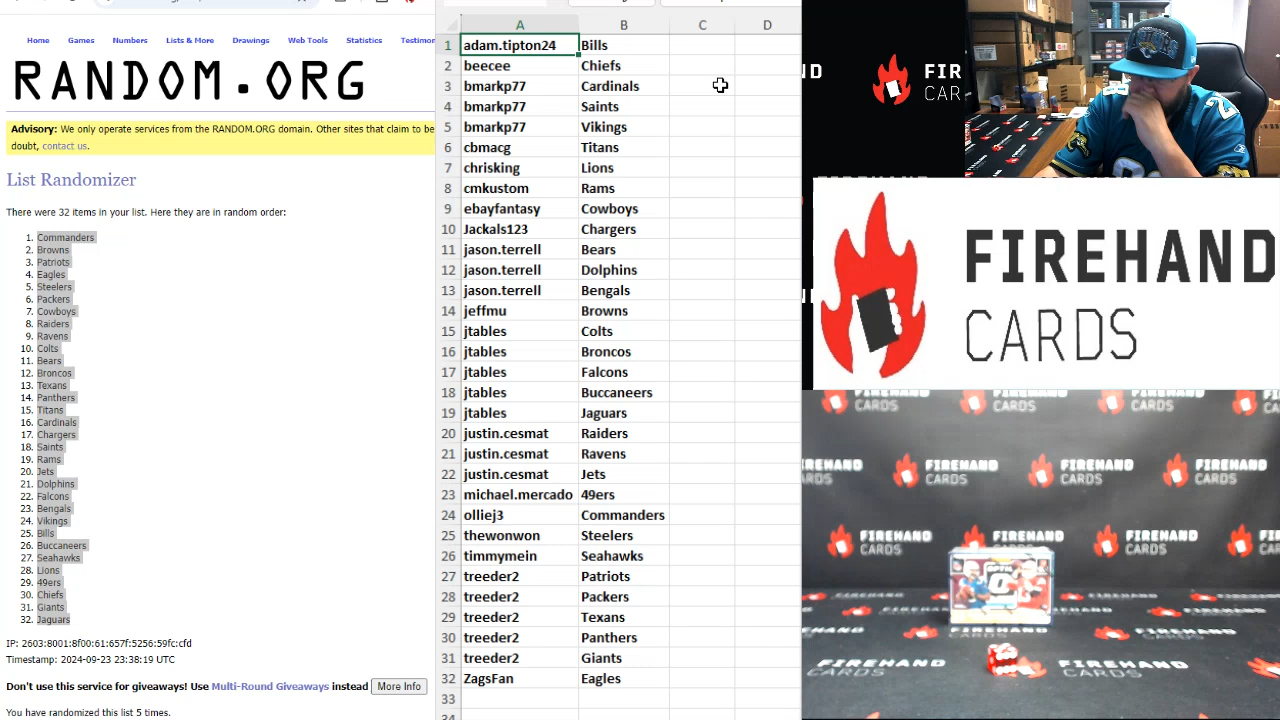 Home Games Numbers Lists & More Drawings Web Tools Statistics Testimor
RANDOM.ORG
Advisory: We only operate services from the RANDOM.ORG domain. Other sites that claim to be
doubt, contact us.
List Randomizer
There were 32 items in your list. Here they are in random order:
1. Commanders
2. Browns
3. Patriots
4. Eagles
5. Steelers
6. Packers
7. Cowboys
8. Raiders
9. Ravens
10. Colts
11. Bears
12. Broncos
13. Texans
14. Panthers
15. Titans
16. Cardinals
17. Chargers
18. Saints
19. Rams
20. Jets
21. Dolphins
22. Falcons
23. Bengals
24. Vikings
25. Bills
26. Buccaneers
27. Seahawks
28. Lions
29. 49ers
30. Chiefs
31. Giants
32. Jaguars
IP: 2603:8001:8f00:61:657f:5256:59fc:cfd
Timestamp: 2024-09-23 23:38:19 UTC
Don't use this service for giveaways! Use Multi-Round Giveaways instead More Info
You have randomized this list 5 times.
A B C D
1 adam.tipton24 Bills
2 beecee Chiefs
3 bmarkp77 Cardinals
4 bmarkp77 Saints
5 bmarkp77 Vikings
6 cbmacg Titans
7 chrisking Lions
8 cmkustom Rams
9 ebayfantasy Cowboys
10 Jackals123 Chargers
11 jason.terrell Bears
12 jason.terrell Dolphins
13 jason.terrell Bengals
14 jeffmu Browns
15 jtables Colts
16 jtables Broncos
17 jtables Falcons
18 jtables Buccaneers
19 jtables Jaguars
20 justin.cesmat Raiders
21 justin.cesmat Ravens
22 justin.cesmat Jets
23 michael.mercado 49ers
24 olliej3 Commanders
25 thewonwon Steelers
26 timmymein Seahawks
27 treeder2 Patriots
28 treeder2 Packers
29 treeder2 Texans
30 treeder2 Panthers
31 treeder2 Giants
32 ZagsFan Eagles
33
FIR
CAR
FIREHAND
CARDS
FIREHAND
CARDS
FIREHAND
CARDS
FIREHAND
CARDS
FIREHAND
CARDS